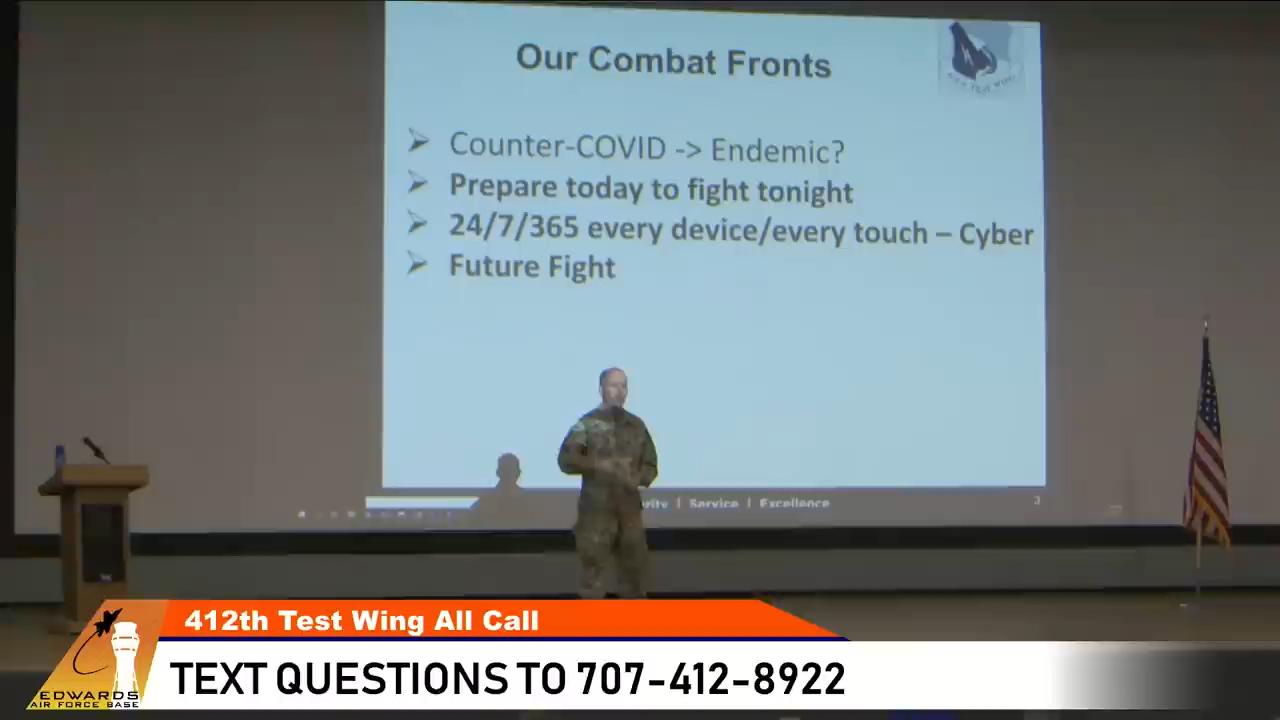 Our Combat Fronts
Counter-COVID -> Endemic?
Prepare today to fight tonight
24/7/365 every device/every touch – Cyber
Future Fight
Service | Excellence
3
412th Test Wing All Call
TEXT QUESTIONS TO 707-412-8922
EDWARDS
AIR FORCE BASE